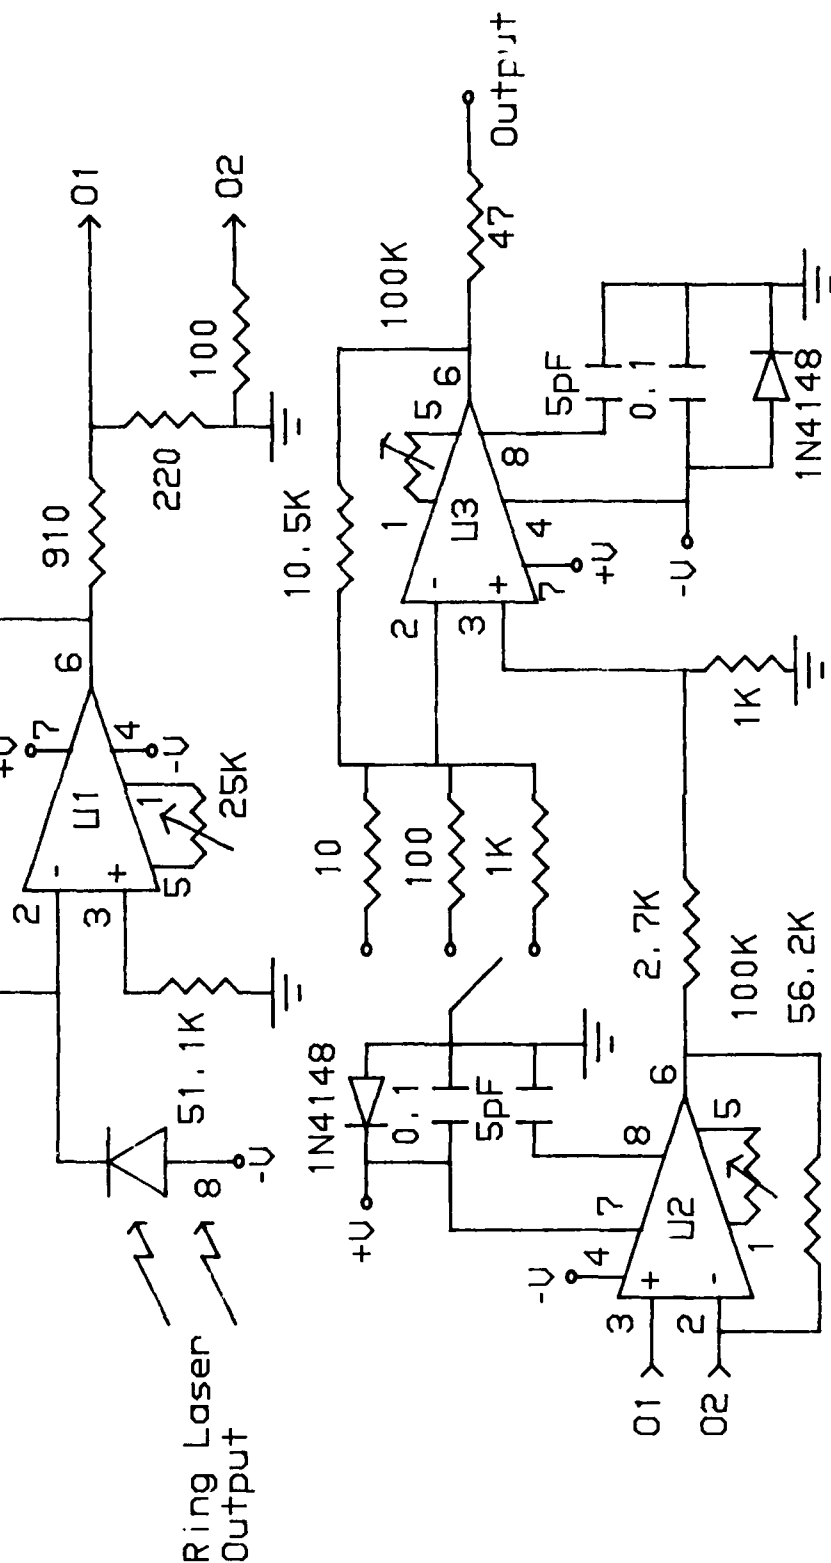 Ring Laser
Output
8
-V
51.1K
2
-
3
+
U1
5
1
25K
+V
7
4
-V
6
910
220
100
O1
O2
1N4148
+V
0.1
5pF
-V
4
7
8
O1
3
+
O2
2
-
U2
6
1
5
100K
56.2K
2.7K
1K
10
100
1K
10.5K
100K
2
-
3
+
U3
1
5
6
7
+V
4
8
-V
5pF
0.1
1N4148
47
Output